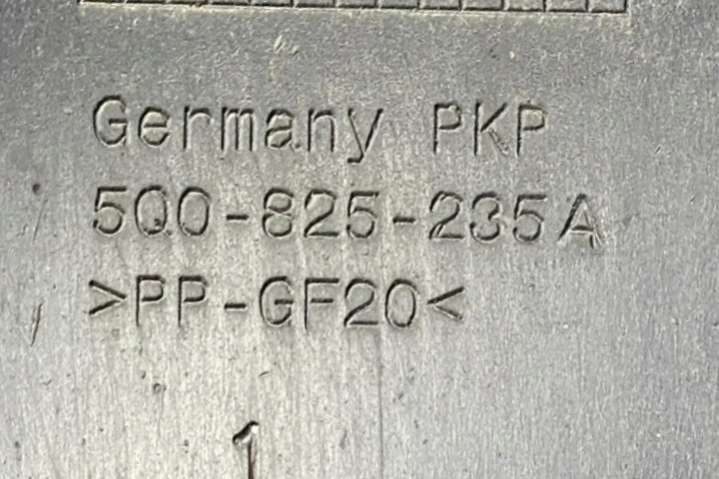 Germany PKP
5Q0-825-235A
>PP-GF20<
1